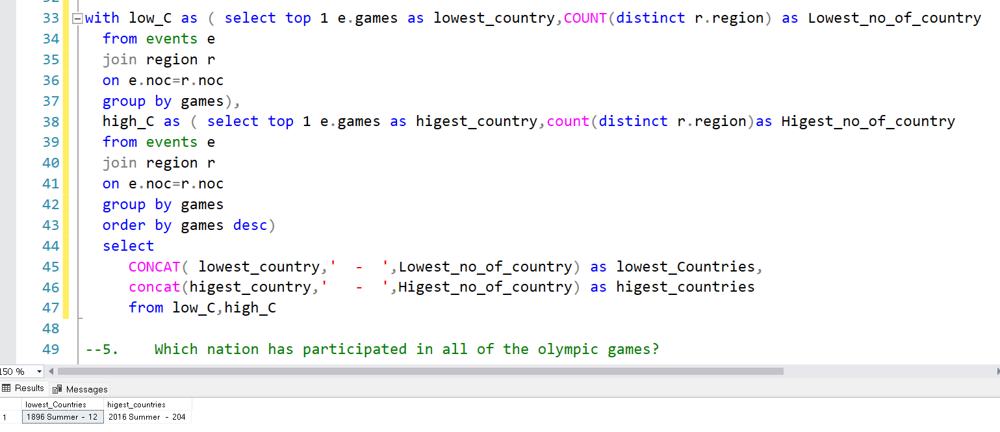 33 with low_C as ( select top 1 e.games as lowest_country,COUNT(distinct r.region) as Lowest_no_of_country
34 from events e
35 join region r
36 on e.noc=r.noc
37 group by games),
38 high_C as ( select top 1 e.games as higest_country,count(distinct r.region)as Higest_no_of_country
39 from events e
40 join region r
41 on e.noc=r.noc
42 group by games
43 order by games desc)
44 select
45 CONCAT( lowest_country,'  -  ',Lowest_no_of_country) as lowest_Countries,
46 concat(higest_country,'   -  ',Higest_no_of_country) as higest_countries
47 from low_C,high_C
48
49 --5.    Which nation has participated in all of the olympic games?
150 %
Results Messages
lowest_Countries higest_countries
1 1896 Summer - 12 2016 Summer - 204